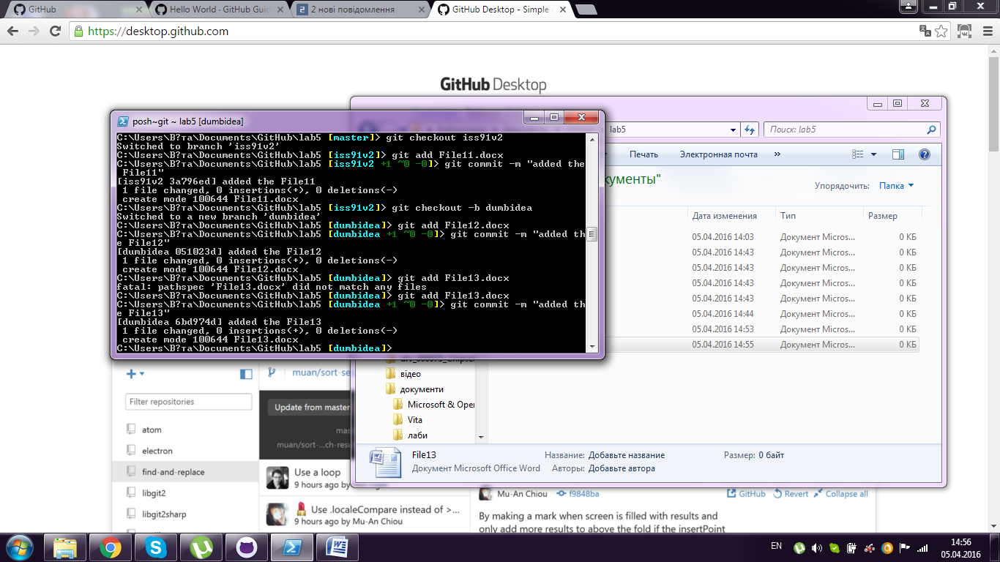 GitHub
Hello World · GitHub Guid
2 нові повідомлення
GitHub Desktop - Simple
https://desktop.github.com
GitHub Desktop
posh~git ~ lab5 [dumbidea]
C:\Users\B?ra\Documents\GitHub\lab5 [master]> git checkout iss91v2
Switched to branch 'iss91v2'
C:\Users\B?ra\Documents\GitHub\lab5 [iss91v2]> git add File11.docx
C:\Users\B?ra\Documents\GitHub\lab5 [iss91v2 +1 ~0 -0]> git commit -m "added the
File11"
[iss91v2 3a796ed] added the File11
1 file changed, 0 insertions(+), 0 deletions(-)
create mode 100644 File11.docx
C:\Users\B?ra\Documents\GitHub\lab5 [iss91v2]> git checkout -b dumbidea
Switched to a new branch 'dumbidea'
C:\Users\B?ra\Documents\GitHub\lab5 [dumbidea]> git add File12.docx
C:\Users\B?ra\Documents\GitHub\lab5 [dumbidea +1 ~0 -0]> git commit -m "added th
e File12"
[dumbidea 051023d] added the File12
1 file changed, 0 insertions(+), 0 deletions(-)
create mode 100644 File12.docx
C:\Users\B?ra\Documents\GitHub\lab5 [dumbidea]> git add File13.docx
fatal: pathspec 'File13.docx' did not match any files
C:\Users\B?ra\Documents\GitHub\lab5 [dumbidea]> git add File13.docx
C:\Users\B?ra\Documents\GitHub\lab5 [dumbidea +1 ~0 -0]> git commit -m "added th
e File13"
[dumbidea 6bd974d] added the File13
1 file changed, 0 insertions(+), 0 deletions(-)
create mode 100644 File13.docx
C:\Users\B?ra\Documents\GitHub\lab5 [dumbidea]>
lab5
Поиск: lab5
Печать Электронная почта »
кументы"
Упорядочить: Папка
Дата изменения Тип Размер
05.04.2016 14:03 Документ Micros... 0 КБ
05.04.2016 14:43 Документ Micros... 0 КБ
05.04.2016 14:43 Документ Micros... 0 КБ
05.04.2016 14:43 Документ Micros... 0 КБ
05.04.2016 14:43 Документ Micros... 0 КБ
05.04.2016 14:44 Документ Micros... 0 КБ
05.04.2016 14:53 Документ Micros... 0 КБ
05.04.2016 14:55 Документ Micros... 0 КБ
відео
документи
Microsoft & Oper
Vita
лаби
File13
Документ Microsoft Office Word
Название: Добавьте название
Авторы: Добавьте автора
Размер: 0 байт
muan/sort-se
Filter repositories
atom
electron
find-and-replace
libgit2
libgit2sharp
Update from master
mas
muan/sort-...ch-resu
Use a loop
9 hours ago by
Use .localeCompare instead of >...
9 hours ago by Mu-An Chiou
Mu-An Chiou f9848ba
GitHub Revert Collapse all
By making a mark when screen is filled with results and
only add more results to above the fold if the insertPoint
EN
14:56
05.04.2016